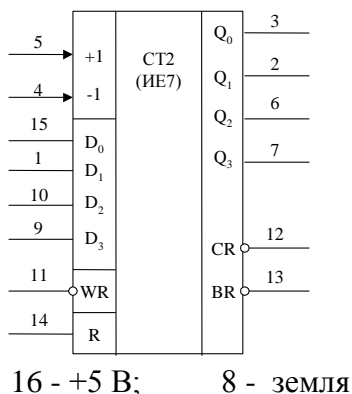 5 +1 СТ2 Q0 3
(ИЕ7)
4 -1 Q1 2
15 D0 Q2 6
1 D1 Q3 7
10 D2
9 D3
CR 12
11 WR BR 13
14 R
16 - +5 В; 8 - земля